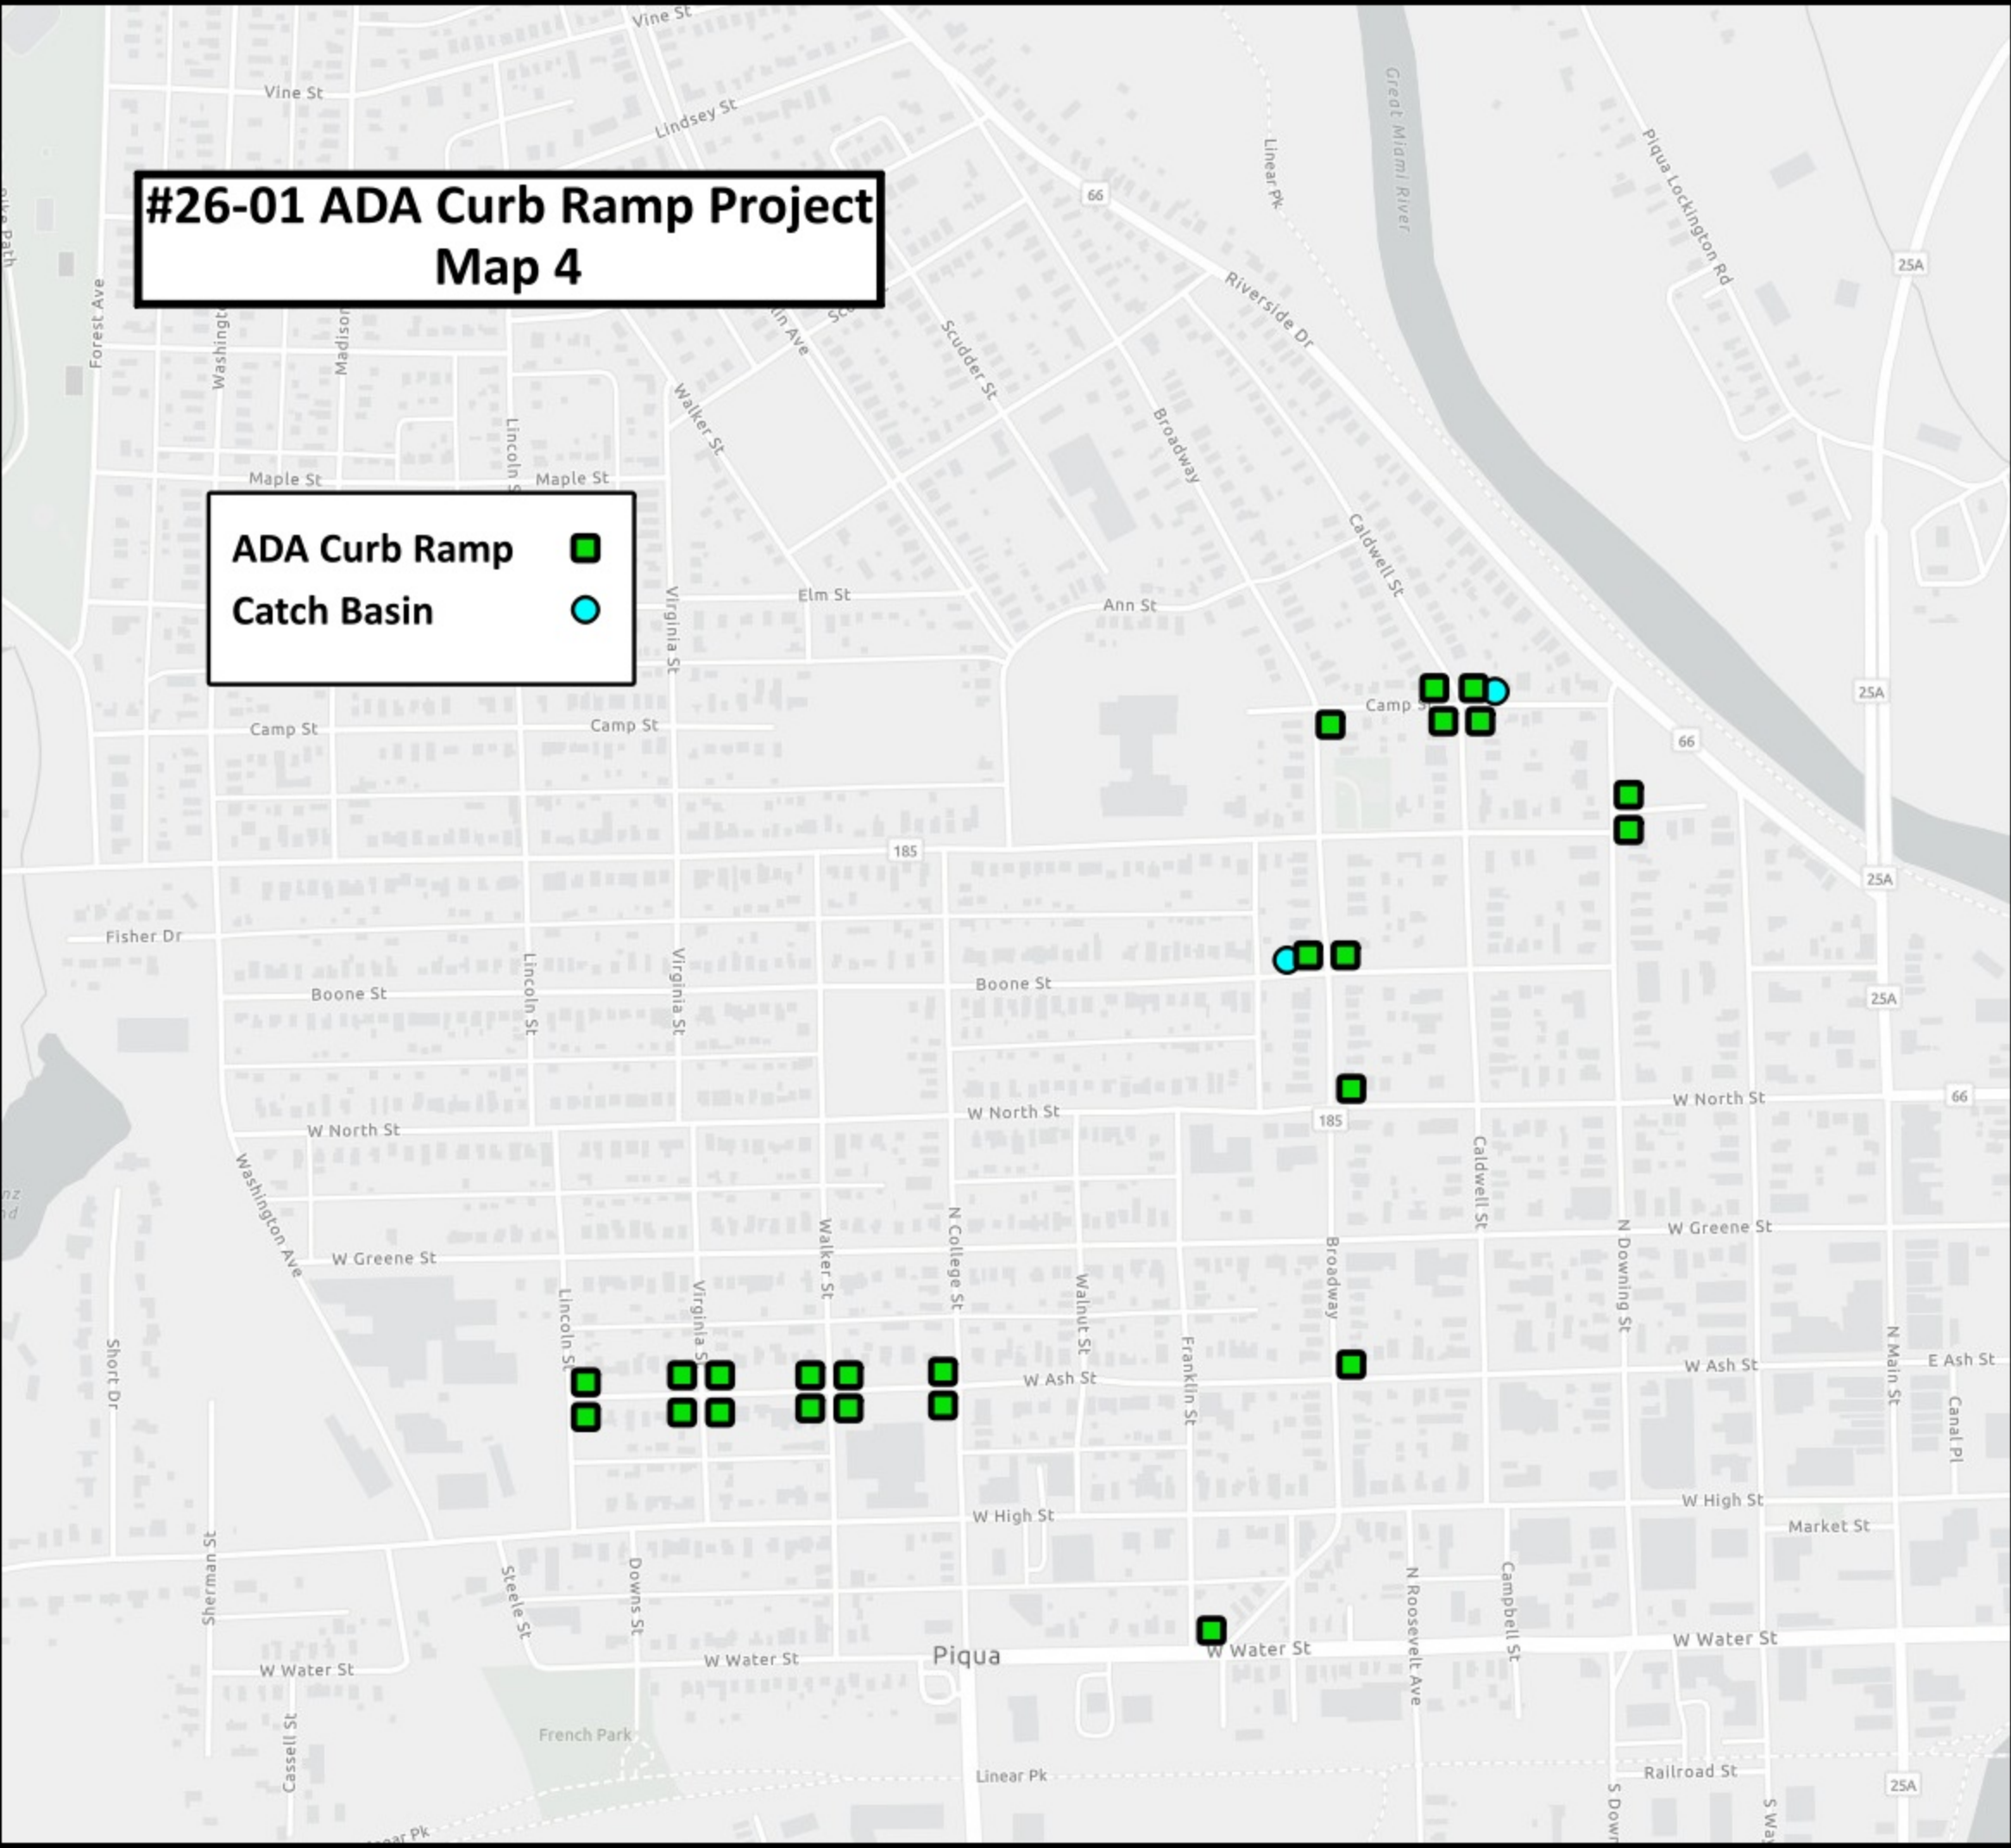 Vine St
Vine St
Lindsey St
Great Miami River
Linear Pk
Piqua Lockington Rd
66
#26-01 ADA Curb Ramp Project
Map 4
25A
Riverside Dr
Forest Ave
Scudder St
Walker St
Broadway
Lincoln S
Maple St
Maple St
ADA Curb Ramp
Catch Basin
Caldwell St
Elm St
Ann St
Virginia St
25A
Camp St
Camp St
Camp S
66
185
25A
Fisher Dr
Lincoln St
Virginia St
Boone St
Boone St
25A
W North St
W North St
W North St
66
185
Washington Ave
Caldwell St
W Greene St
W Greene St
Walker St
N College St
Broadway
N Downing St
Walnut St
Lincoln St
Virginia S
Short Dr
Franklin St
W Ash St
W Ash St
E Ash St
N Main St
Canal Pl
W High St
W High St
Market St
Sherman St
Steele St
Downs St
N Roosevelt Ave
Campbell St
Piqua
W Water St
W Water St
W Water St
W Water St
Cassell St
French Park
Linear Pk
Railroad St
25A
S Dow
S Wa